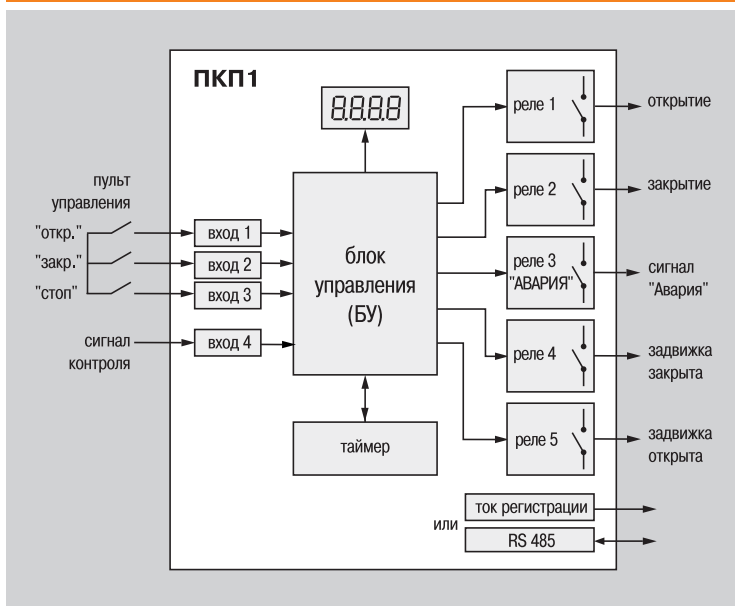 ПКП1
8.8.8.8
пульт
управления
"откр."
"закр."
"стоп"
сигнал
контроля
вход 1
вход 2
вход 3
вход 4
блок
управления
(БУ)
таймер
реле 1
реле 2
реле 3
"АВАРИЯ"
реле 4
реле 5
открытие
закрытие
сигнал
"Авария"
задвижка
закрыта
задвижка
открыта
ток регистрации
или
RS 485